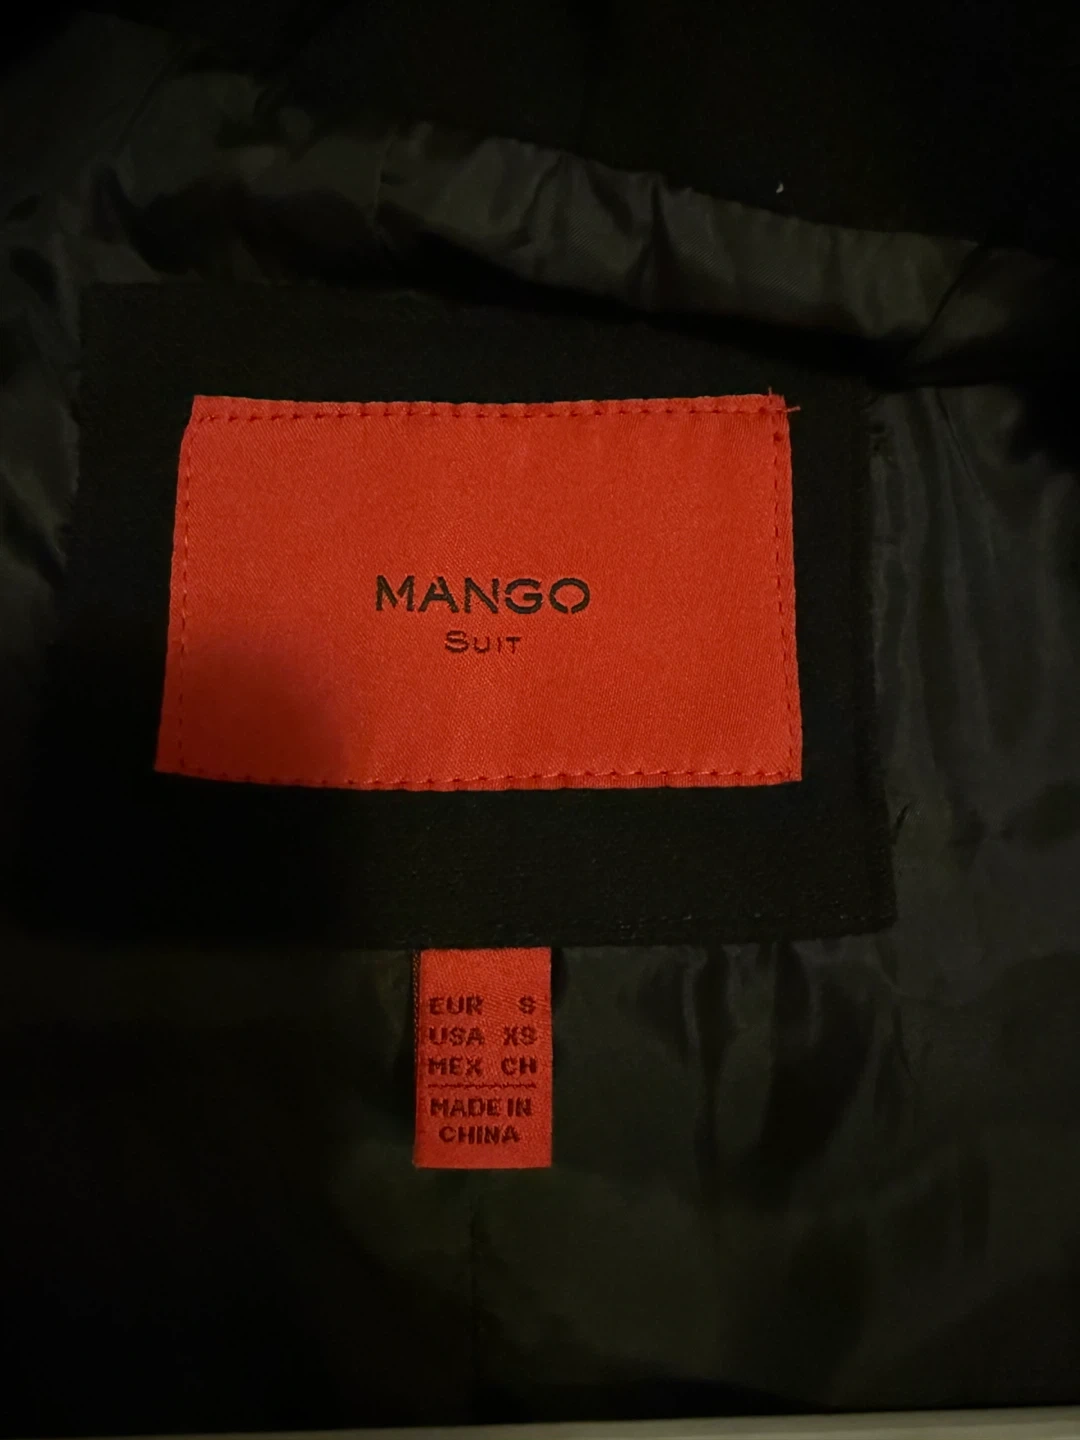 MANGO
SUIT
EUR S
USA XS
MEX CH
MADE IN
CHINA